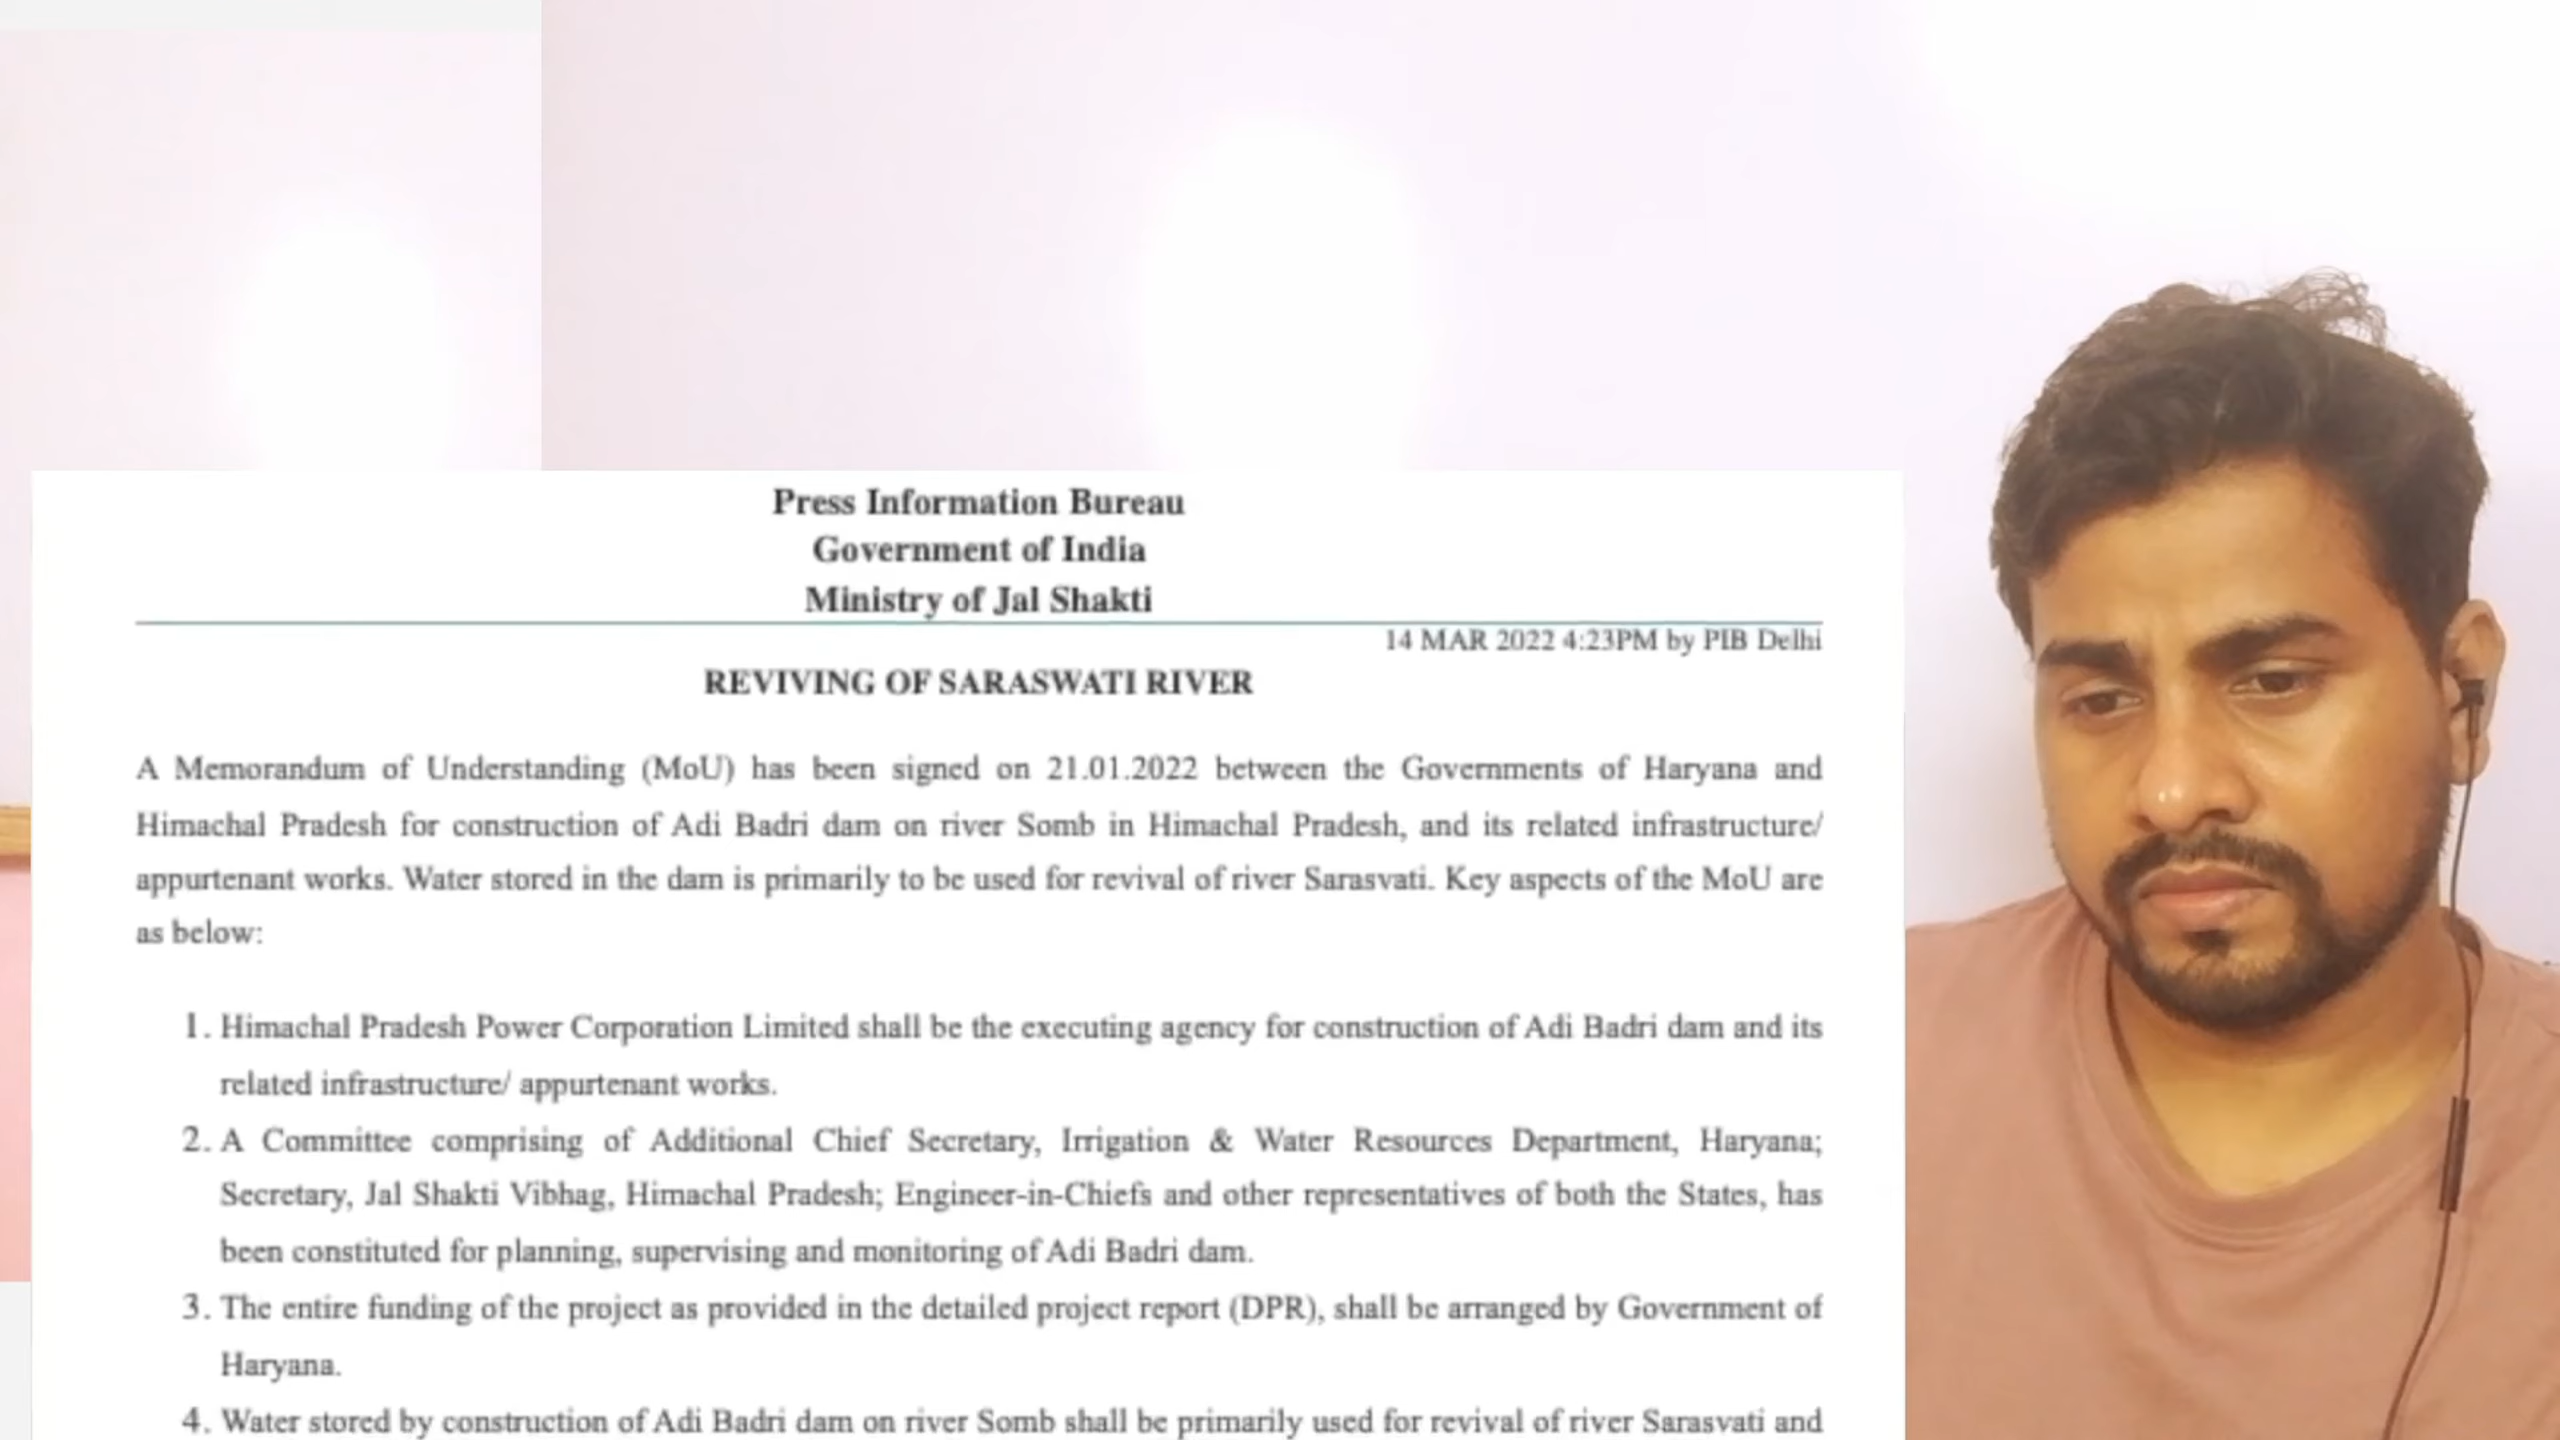 Press Information Bureau
Government of India
Ministry of Jal Shakti
14 MAR 2022 4:23PM by PIB Delhi
REVIVING OF SARASWATI RIVER
A Memorandum of Understanding (MoU) has been signed on 21.01.2022 between the Governments of Haryana and
Himachal Pradesh for construction of Adi Badri dam on river Somb in Himachal Pradesh, and its related infrastructure/
appurtenant works. Water stored in the dam is primarily to be used for revival of river Sarasvati. Key aspects of the MoU are
as below:
1. Himachal Pradesh Power Corporation Limited shall be the executing agency for construction of Adi Badri dam and its
related infrastructure/ appurtenant works.
2. A Committee comprising of Additional Chief Secretary, Irrigation & Water Resources Department, Haryana;
Secretary, Jal Shakti Vibhag, Himachal Pradesh; Engineer-in-Chiefs and other representatives of both the States, has
been constituted for planning, supervising and monitoring of Adi Badri dam.
3. The entire funding of the project as provided in the detailed project report (DPR), shall be arranged by Government of
Haryana.
4. Water stored by construction of Adi Badri dam on river Somb shall be primarily used for revival of river Sarasvati and